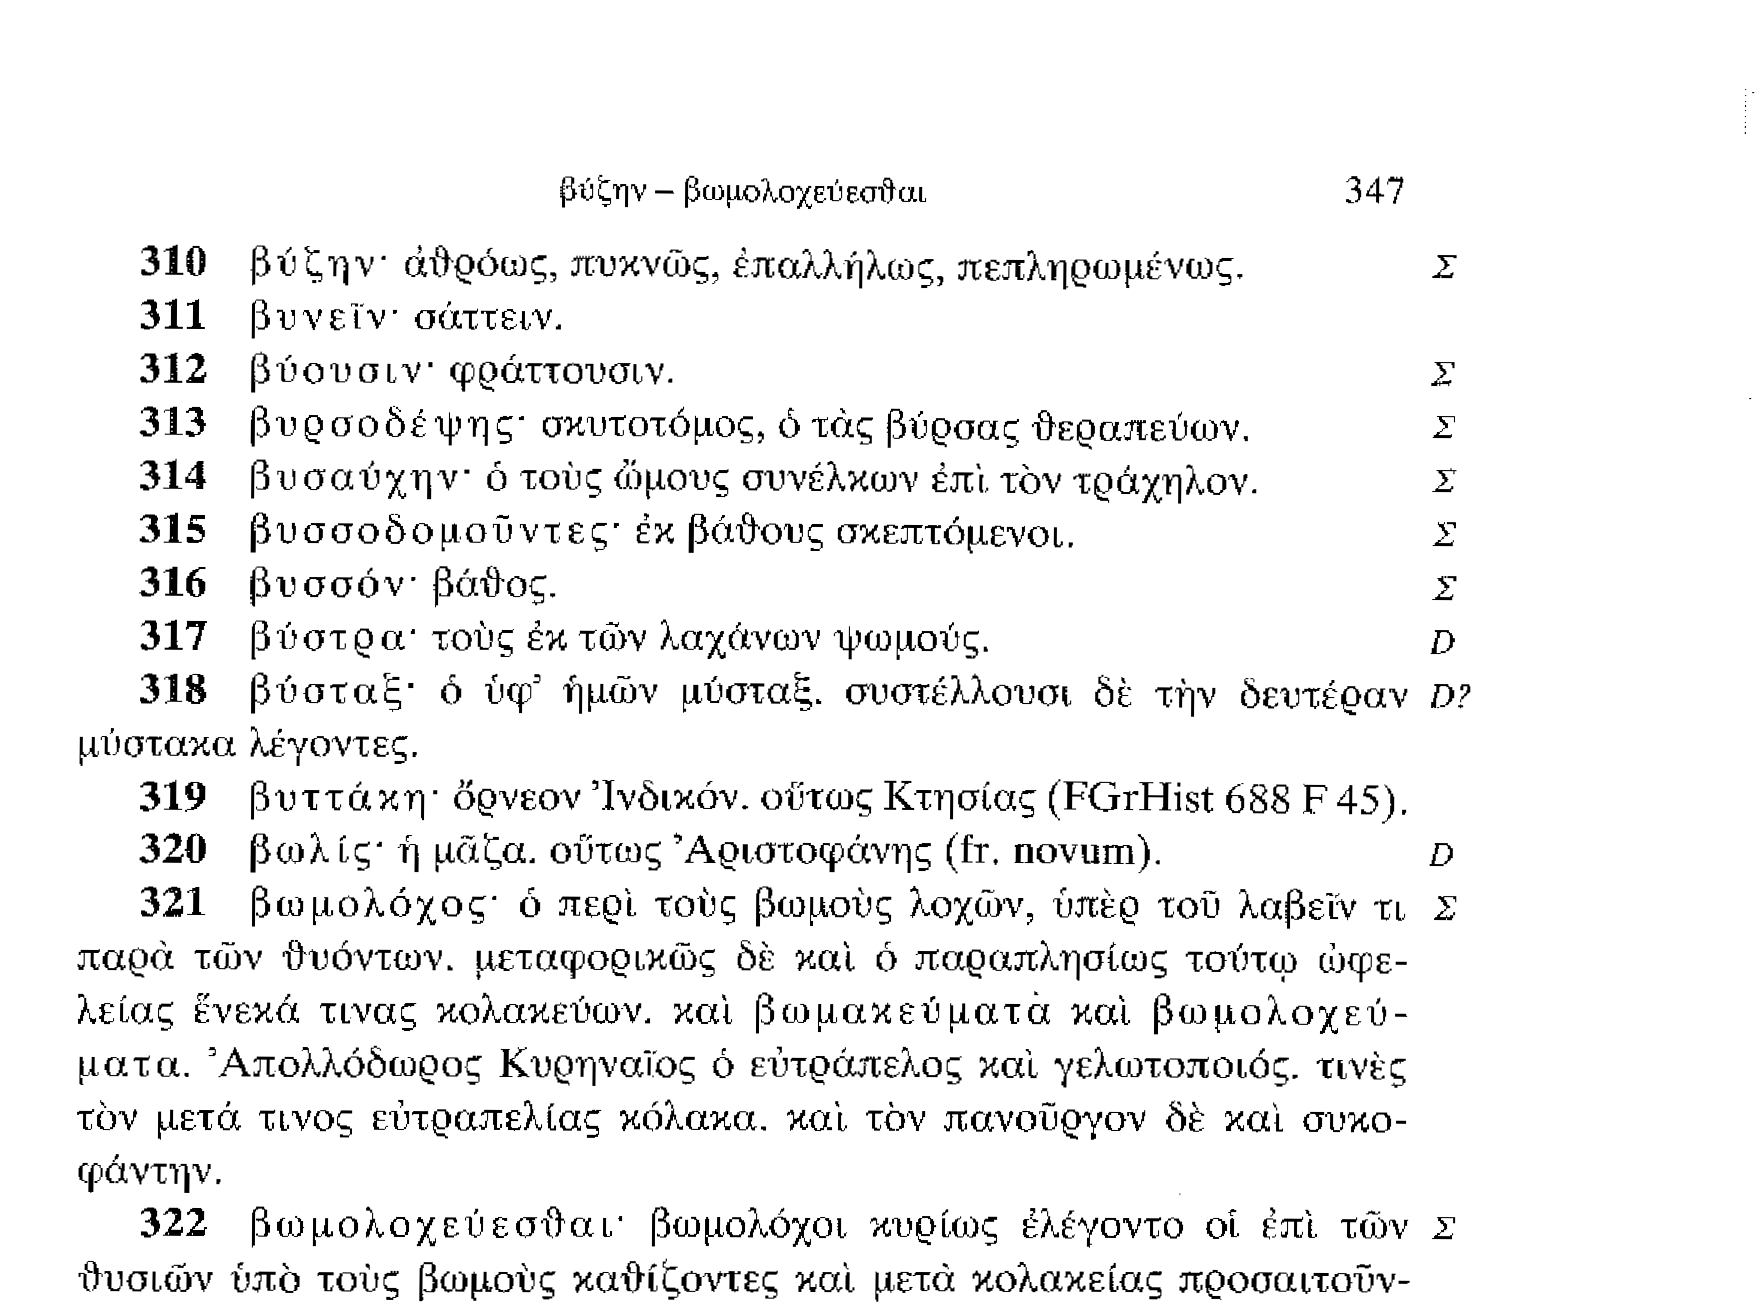 βύζην – βωμολοχεύεσθαι 347
310 βύζην· ἀθρόως, πυκνῶς, ἐπαλλήλως, πεπληρωμένως. Σ
311 βυνεῖν· σάττειν.
312 βύουσιν· φράττουσιν. Σ
313 βυρσοδέψης· σκυτοτόμος, ὁ τὰς βύρσας θεραπεύων. Σ
314 βυσαύχην· ὁ τοὺς ὤμους συνέλκων ἐπὶ τὸν τράχηλον. Σ
315 βυσσοδομοῦντες· ἐκ βάθους σκεπτόμενοι. Σ
316 βυσσόν· βάθος. Σ
317 βύστρα· τοὺς ἐκ τῶν λαχάνων ψωμούς. D
318 βύσταξ· ὁ ὑφ’ ἡμῶν μύσταξ. συστέλλουσι δὲ τὴν δευτέραν D?
μύστακα λέγοντες.
319 βυττάκη· ὄρνεον Ἰνδικόν. οὕτως Κτησίας (FGrHist 688 F 45).
320 βωλίς· ἡ μᾶζα. οὕτως Ἀριστοφάνης (fr. novum). D
321 βωμολόχος· ὁ περὶ τοὺς βωμοὺς λοχῶν, ὑπὲρ τοῦ λαβεῖν τι Σ
παρὰ τῶν θυόντων. μεταφορικῶς δὲ καὶ ὁ παραπλησίως τούτῳ ὠφε-
λείας ἕνεκά τινας κολακεύων. καὶ βωμακεύματὰ καὶ βωμολοχεύ-
ματα. Ἀπολλόδωρος Κυρηναῖος ὁ εὐτράπελος καὶ γελωτοποιός. τινὲς
τὸν μετά τινος εὐτραπελίας κόλακα. καὶ τὸν πανοῦργον δὲ καὶ συκο-
φάντην.
322 βωμολοχεύεσθαι· βωμολόχοι κυρίως ἐλέγοντο οἱ ἐπὶ τῶν Σ
θυσιῶν ὑπὸ τοὺς βωμοὺς καθίζοντες καὶ μετὰ κολακείας προσαιτοῦν-